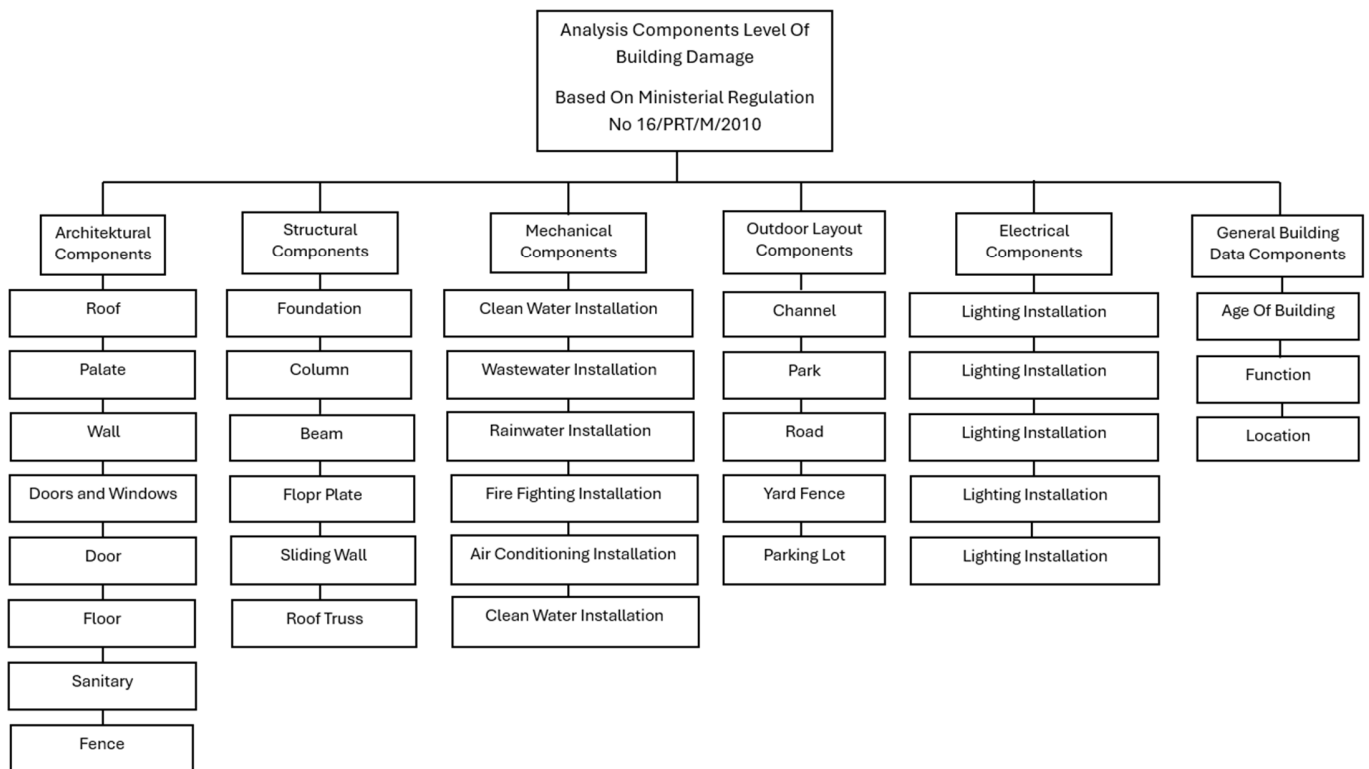 Analysis Components Level Of
Building Damage
Based On Ministerial Regulation
No 16/PRT/M/2010
Architektural
Components
Roof
Palate
Wall
Doors and Windows
Door
Floor
Sanitary
Fence
Structural
Components
Foundation
Column
Beam
Flopr Plate
Sliding Wall
Roof Truss
Mechanical
Components
Clean Water Installation
Wastewater Installation
Rainwater Installation
Fire Fighting Installation
Air Conditioning Installation
Clean Water Installation
Outdoor Layout
Components
Channel
Park
Road
Yard Fence
Parking Lot
Electrical
Components
Lighting Installation
Lighting Installation
Lighting Installation
Lighting Installation
Lighting Installation
General Building
Data Components
Age Of Building
Function
Location